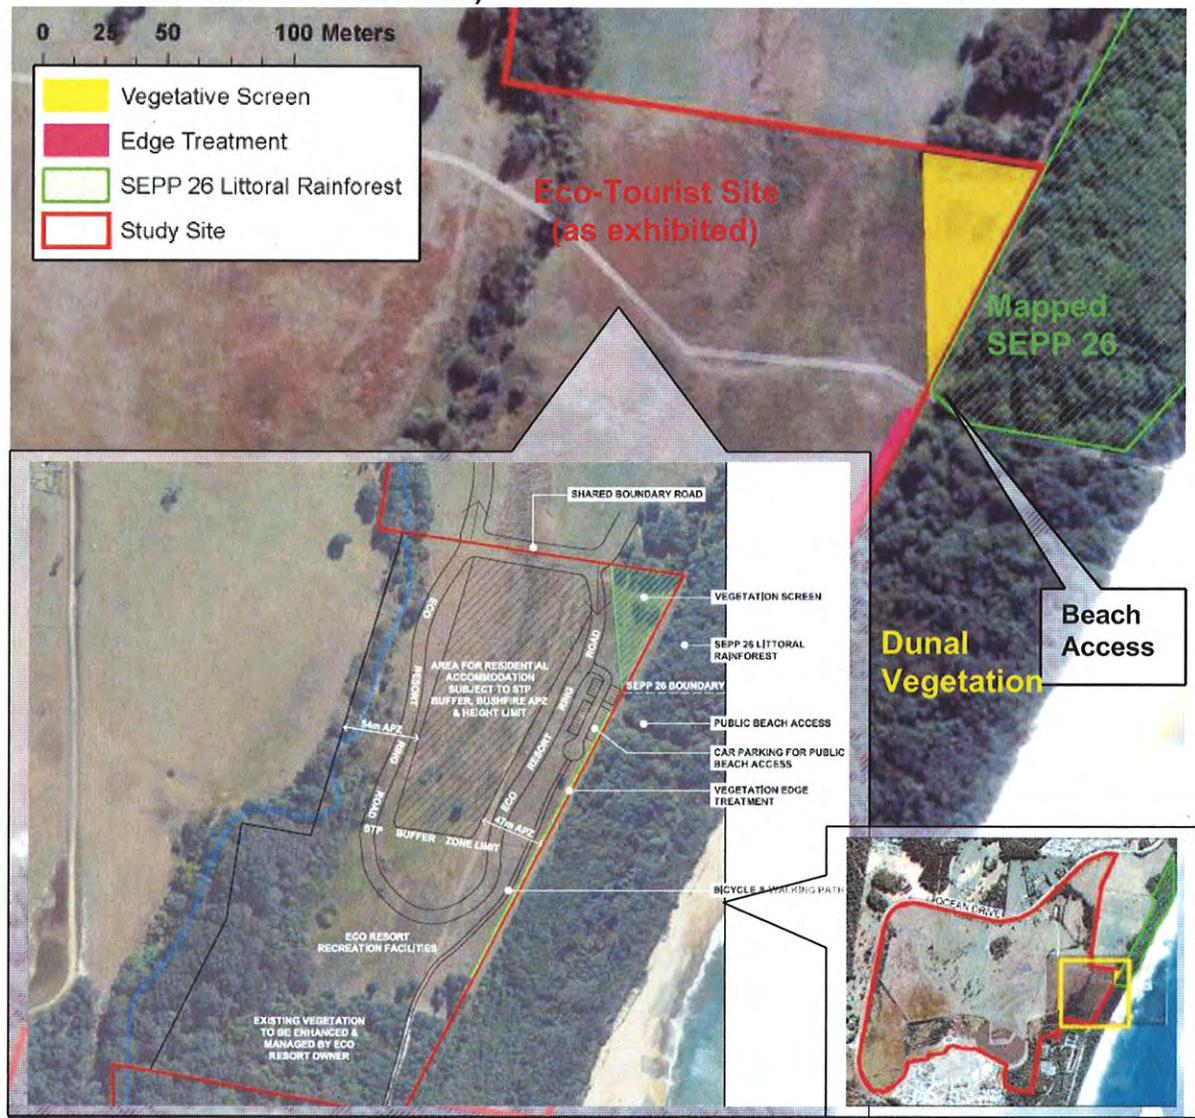 0 25 50 100 Meters
Vegetative Screen
Edge Treatment
SEPP 26 Littoral Rainforest
Study Site
Eco-Tourist Site
(as exhibited)
Mapped
SEPP 26
Beach
Access
Dunal
Vegetation
SHARED BOUNDARY ROAD
VEGETATION SCREEN
SEPP 26 LITTORAL
RAINFOREST
SEPP 26 BOUNDARY
PUBLIC BEACH ACCESS
CAR PARKING FOR PUBLIC
BEACH ACCESS
VEGETATION EDGE
TREATMENT
BICYCLE & WALKING PATH
ECO
RESORT
RING
ROAD
AREA FOR RESIDENTIAL
ACCOMMODATION
SUBJECT TO STP
BUFFER, BUSHFIRE APZ
& HEIGHT LIMIT
54m APZ
ROAD
RING
RESORT
ECO
47m APZ
STP BUFFER ZONE LIMIT
ECO RESORT
RECREATION FACILITIES
EXISTING VEGETATION
TO BE ENHANCED &
MANAGED BY ECO
RESORT OWNER
OCEAN DRIVE